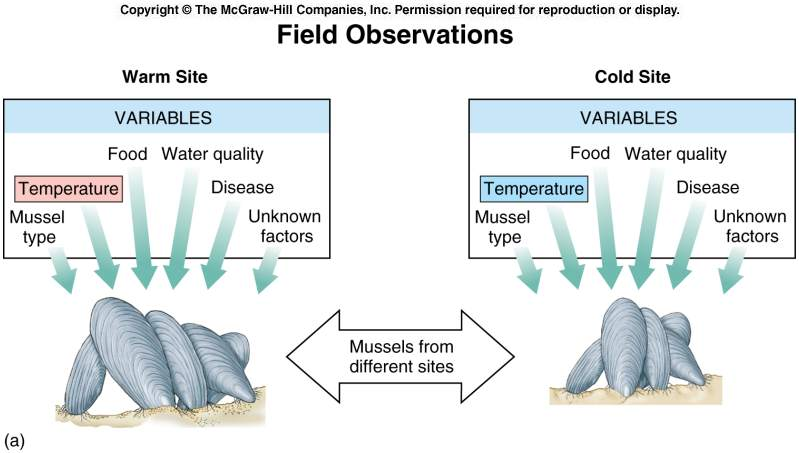 Copyright © The McGraw-Hill Companies, Inc. Permission required for reproduction or display.
Field Observations
Warm Site
VARIABLES
Food Water quality
Temperature Disease
Mussel type
Unknown factors
Cold Site
VARIABLES
Food Water quality
Temperature Disease
Mussel type
Unknown factors
Mussels from
different sites
(a)